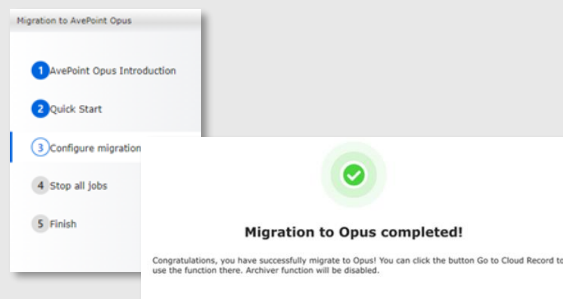 Migration to AvePoint Opus
1 AvePoint Opus Introduction
2 Quick Start
3 Configure migration
4 Stop all jobs
5 Finish
Migration to Opus completed!
Congratulations, you have successfully migrate to Opus! You can click the button Go to Cloud Record to
use the function there. Archiver function will be disabled.